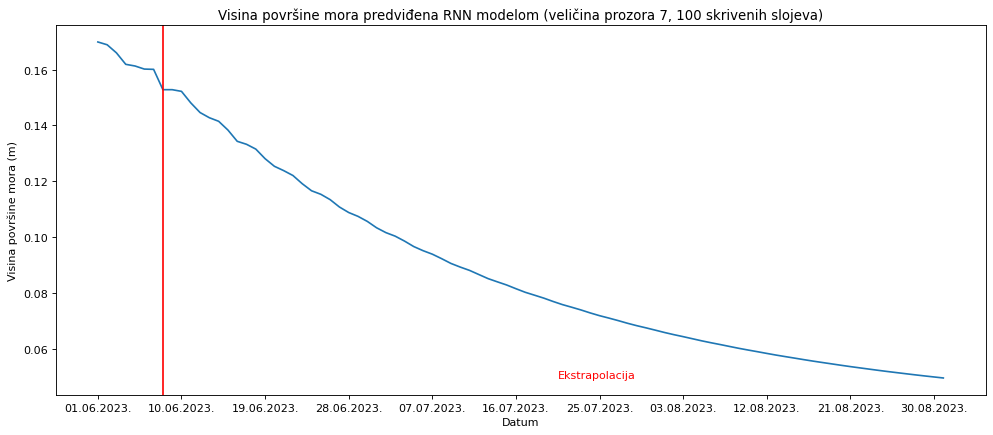 Visina površine mora predviđena RNN modelom (veličina prozora 7, 100 skrivenih slojeva)
Visina površine mora (m)
0.16
0.14
0.12
0.10
0.08
0.06
Ekstrapolacija
01.06.2023. 10.06.2023. 19.06.2023. 28.06.2023. 07.07.2023. 16.07.2023. 25.07.2023. 03.08.2023. 12.08.2023. 21.08.2023. 30.08.2023.
Datum